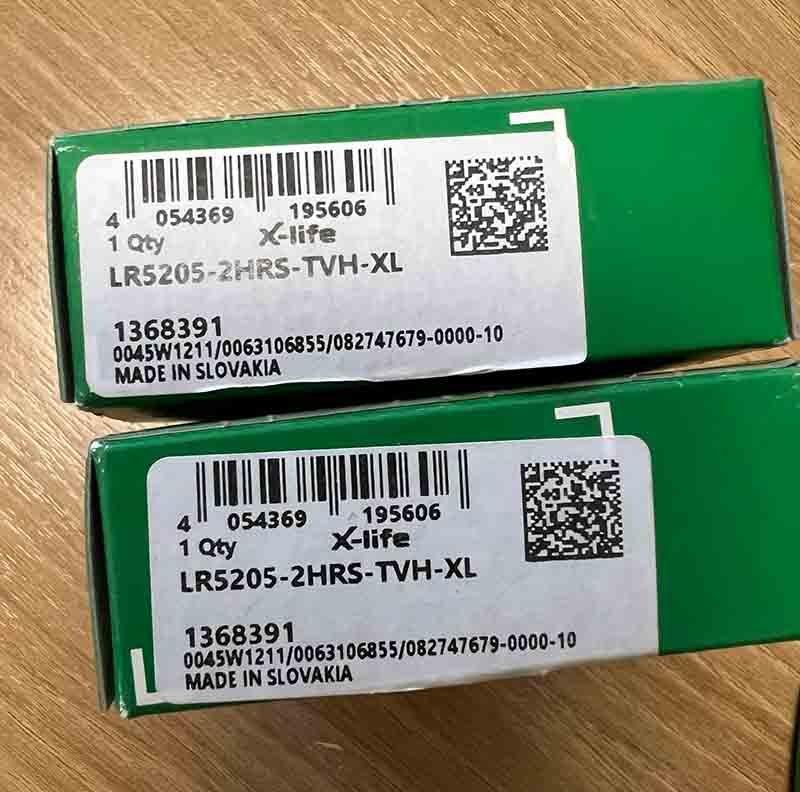 4 054369 195606
1 Qty X-life
LR5205-2HRS-TVH-XL
1368391
0045W1211/0063106855/082747679-0000-10
MADE IN SLOVAKIA
4 054369 195606
1 Qty X-life
LR5205-2HRS-TVH-XL
1368391
0045W1211/0063106855/082747679-0000-10
MADE IN SLOVAKIA